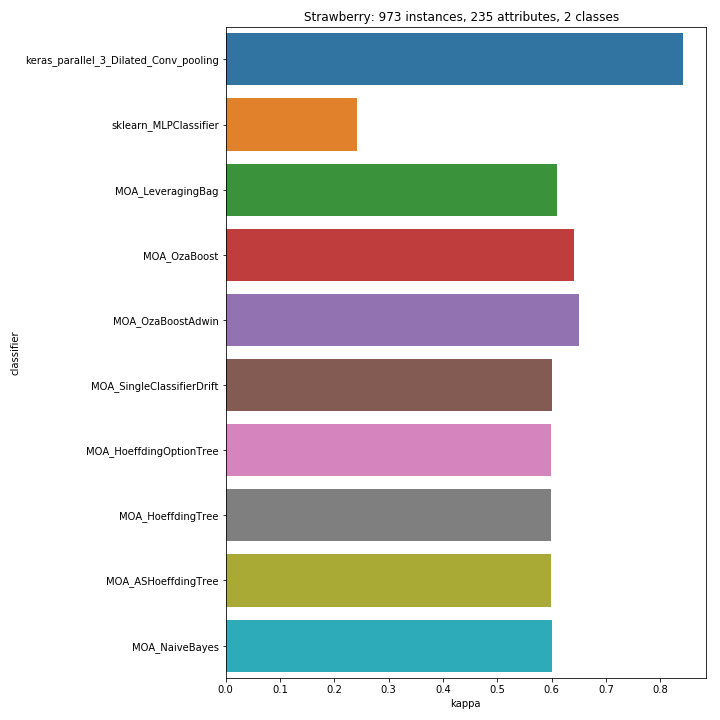 Strawberry: 973 instances, 235 attributes, 2 classes
keras_parallel_3_Dilated_Conv_pooling
sklearn_MLPClassifier
MOA_LeveragingBag
MOA_OzaBoost
MOA_OzaBoostAdwin
classifier
MOA_SingleClassifierDrift
MOA_HoeffdingOptionTree
MOA_HoeffdingTree
MOA_ASHoeffdingTree
MOA_NaiveBayes
0.0 0.1 0.2 0.3 0.4 0.5 0.6 0.7 0.8
kappa